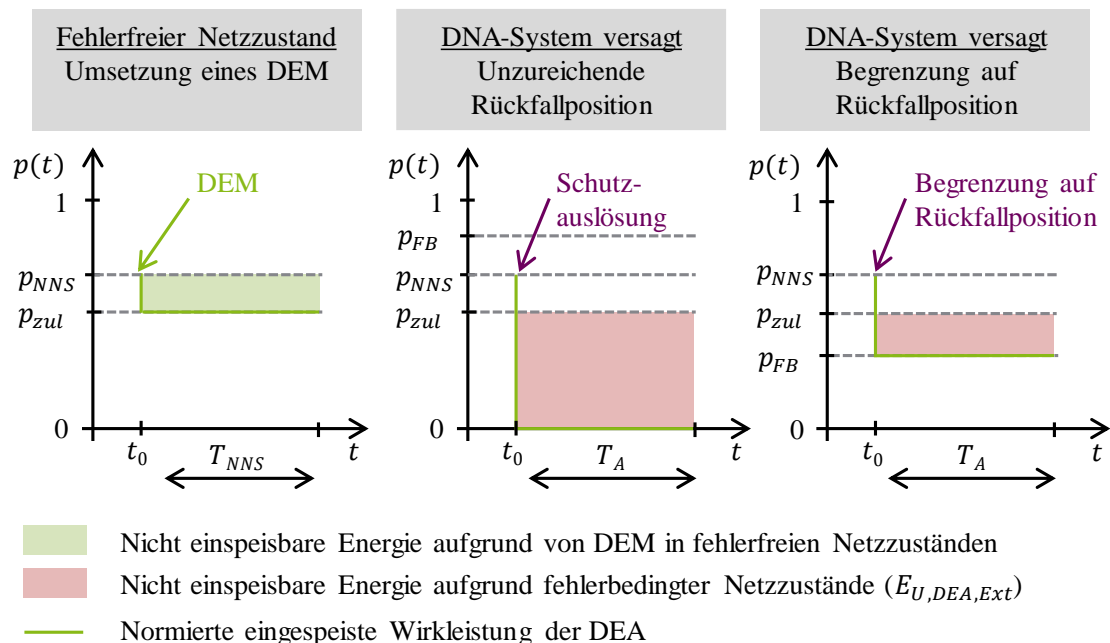 Fehlerfreier Netzzustand
Umsetzung eines DEM
DNA-System versagt
Unzureichende
Rückfallposition
DNA-System versagt
Begrenzung auf
Rückfallposition
p(t)
1
DEM
p_NNS
p_zul
0
t_0
T_NNS
t
p(t)
1
Schutz-
auslösung
p_FB
p_NNS
p_zul
0
t_0
T_A
t
p(t)
1
Begrenzung auf
Rückfallposition
p_NNS
p_zul
p_FB
0
t_0
T_A
t
Nicht einspeisbare Energie aufgrund von DEM in fehlerfreien Netzzuständen
Nicht einspeisbare Energie aufgrund fehlerbedingter Netzzustände (E_U,DEA,Ext)
Normierte eingespeiste Wirkleistung der DEA